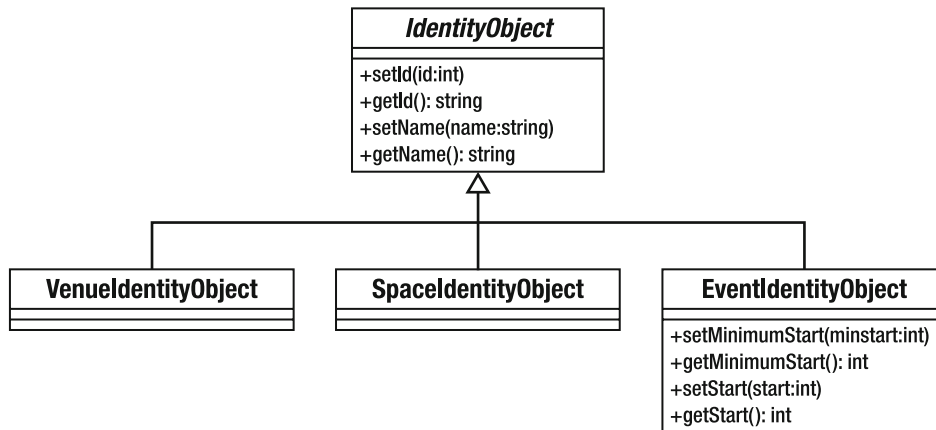 IdentityObject
+setId(id:int)
+getId(): string
+setName(name:string)
+getName(): string
VenueIdentityObject
SpaceIdentityObject
EventIdentityObject
+setMinimumStart(minstart:int)
+getMinimumStart(): int
+setStart(start:int)
+getStart(): int